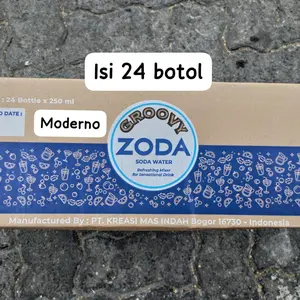 Isi 24 botol
: 24 Bottle x 250 ml
D DATE :
Moderno
GROOVY
ZODA
SODA WATER
Refreshing Mixer
for Sensational Drink
Manufactured By : PT. KREASI MAS INDAH Bogor 16730 - Indonesia